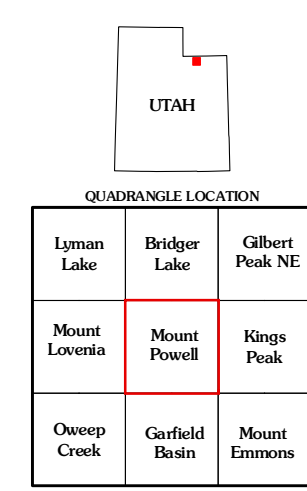 UTAH
QUADRANGLE LOCATION
Lyman
Lake
Bridger
Lake
Gilbert
Peak NE
Mount
Lovenia
Mount
Powell
Kings
Peak
Oweep
Creek
Garfield
Basin
Mount
Emmons